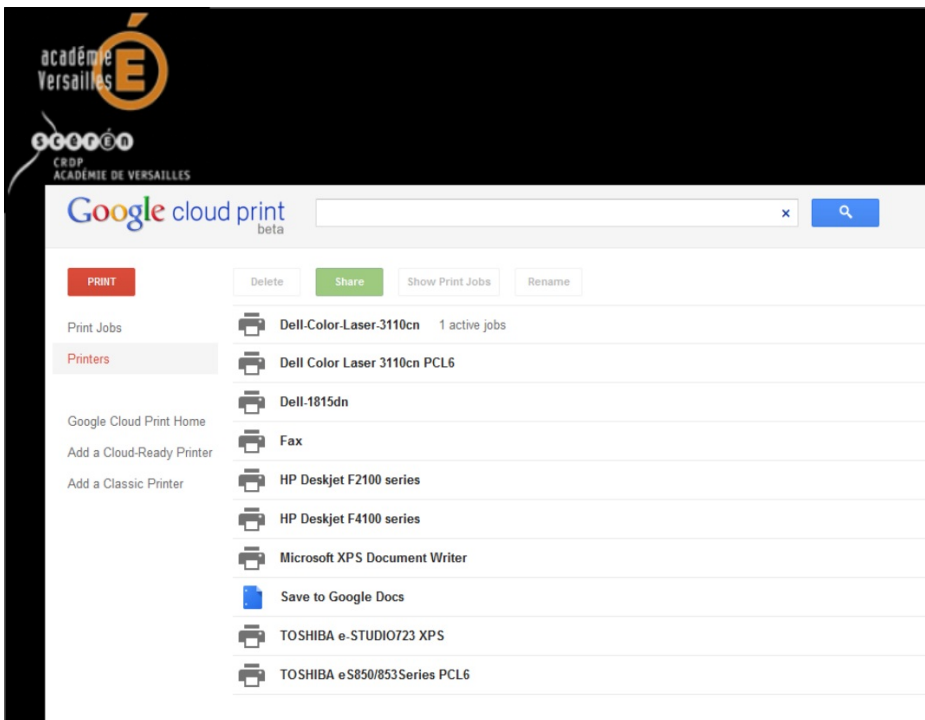 académie
Versailles
scérén
CRDP
ACADÉMIE DE VERSAILLES
Google cloud print
beta
x
PRINT
Delete
Share
Show Print Jobs
Rename
Print Jobs
Printers
Google Cloud Print Home
Add a Cloud-Ready Printer
Add a Classic Printer
Dell-Color-Laser-3110cn 1 active jobs
Dell Color Laser 3110cn PCL6
Dell-1815dn
Fax
HP Deskjet F2100 series
HP Deskjet F4100 series
Microsoft XPS Document Writer
Save to Google Docs
TOSHIBA e-STUDIO723 XPS
TOSHIBA eS850/853Series PCL6